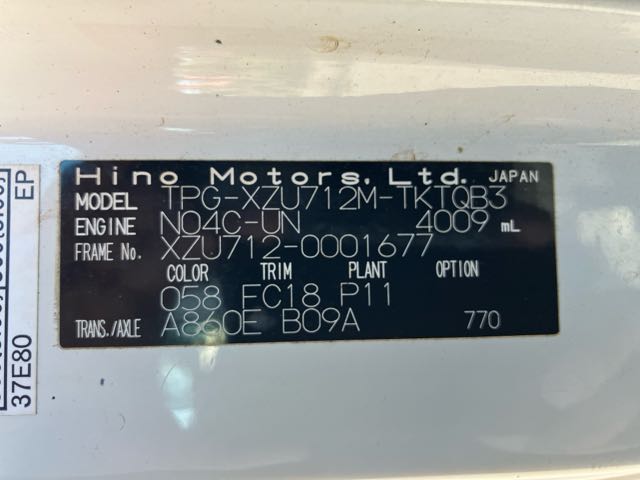 Hino Motors, Ltd. JAPAN
MODEL TPG-XZU712M-TKTQB3
ENGINE N04C-UN 4009 mL
FRAME No. XZU712-0001677
COLOR TRIM PLANT OPTION
058 FC18 P11
TRANS./AXLE A860E B09A 770
EP
37E80